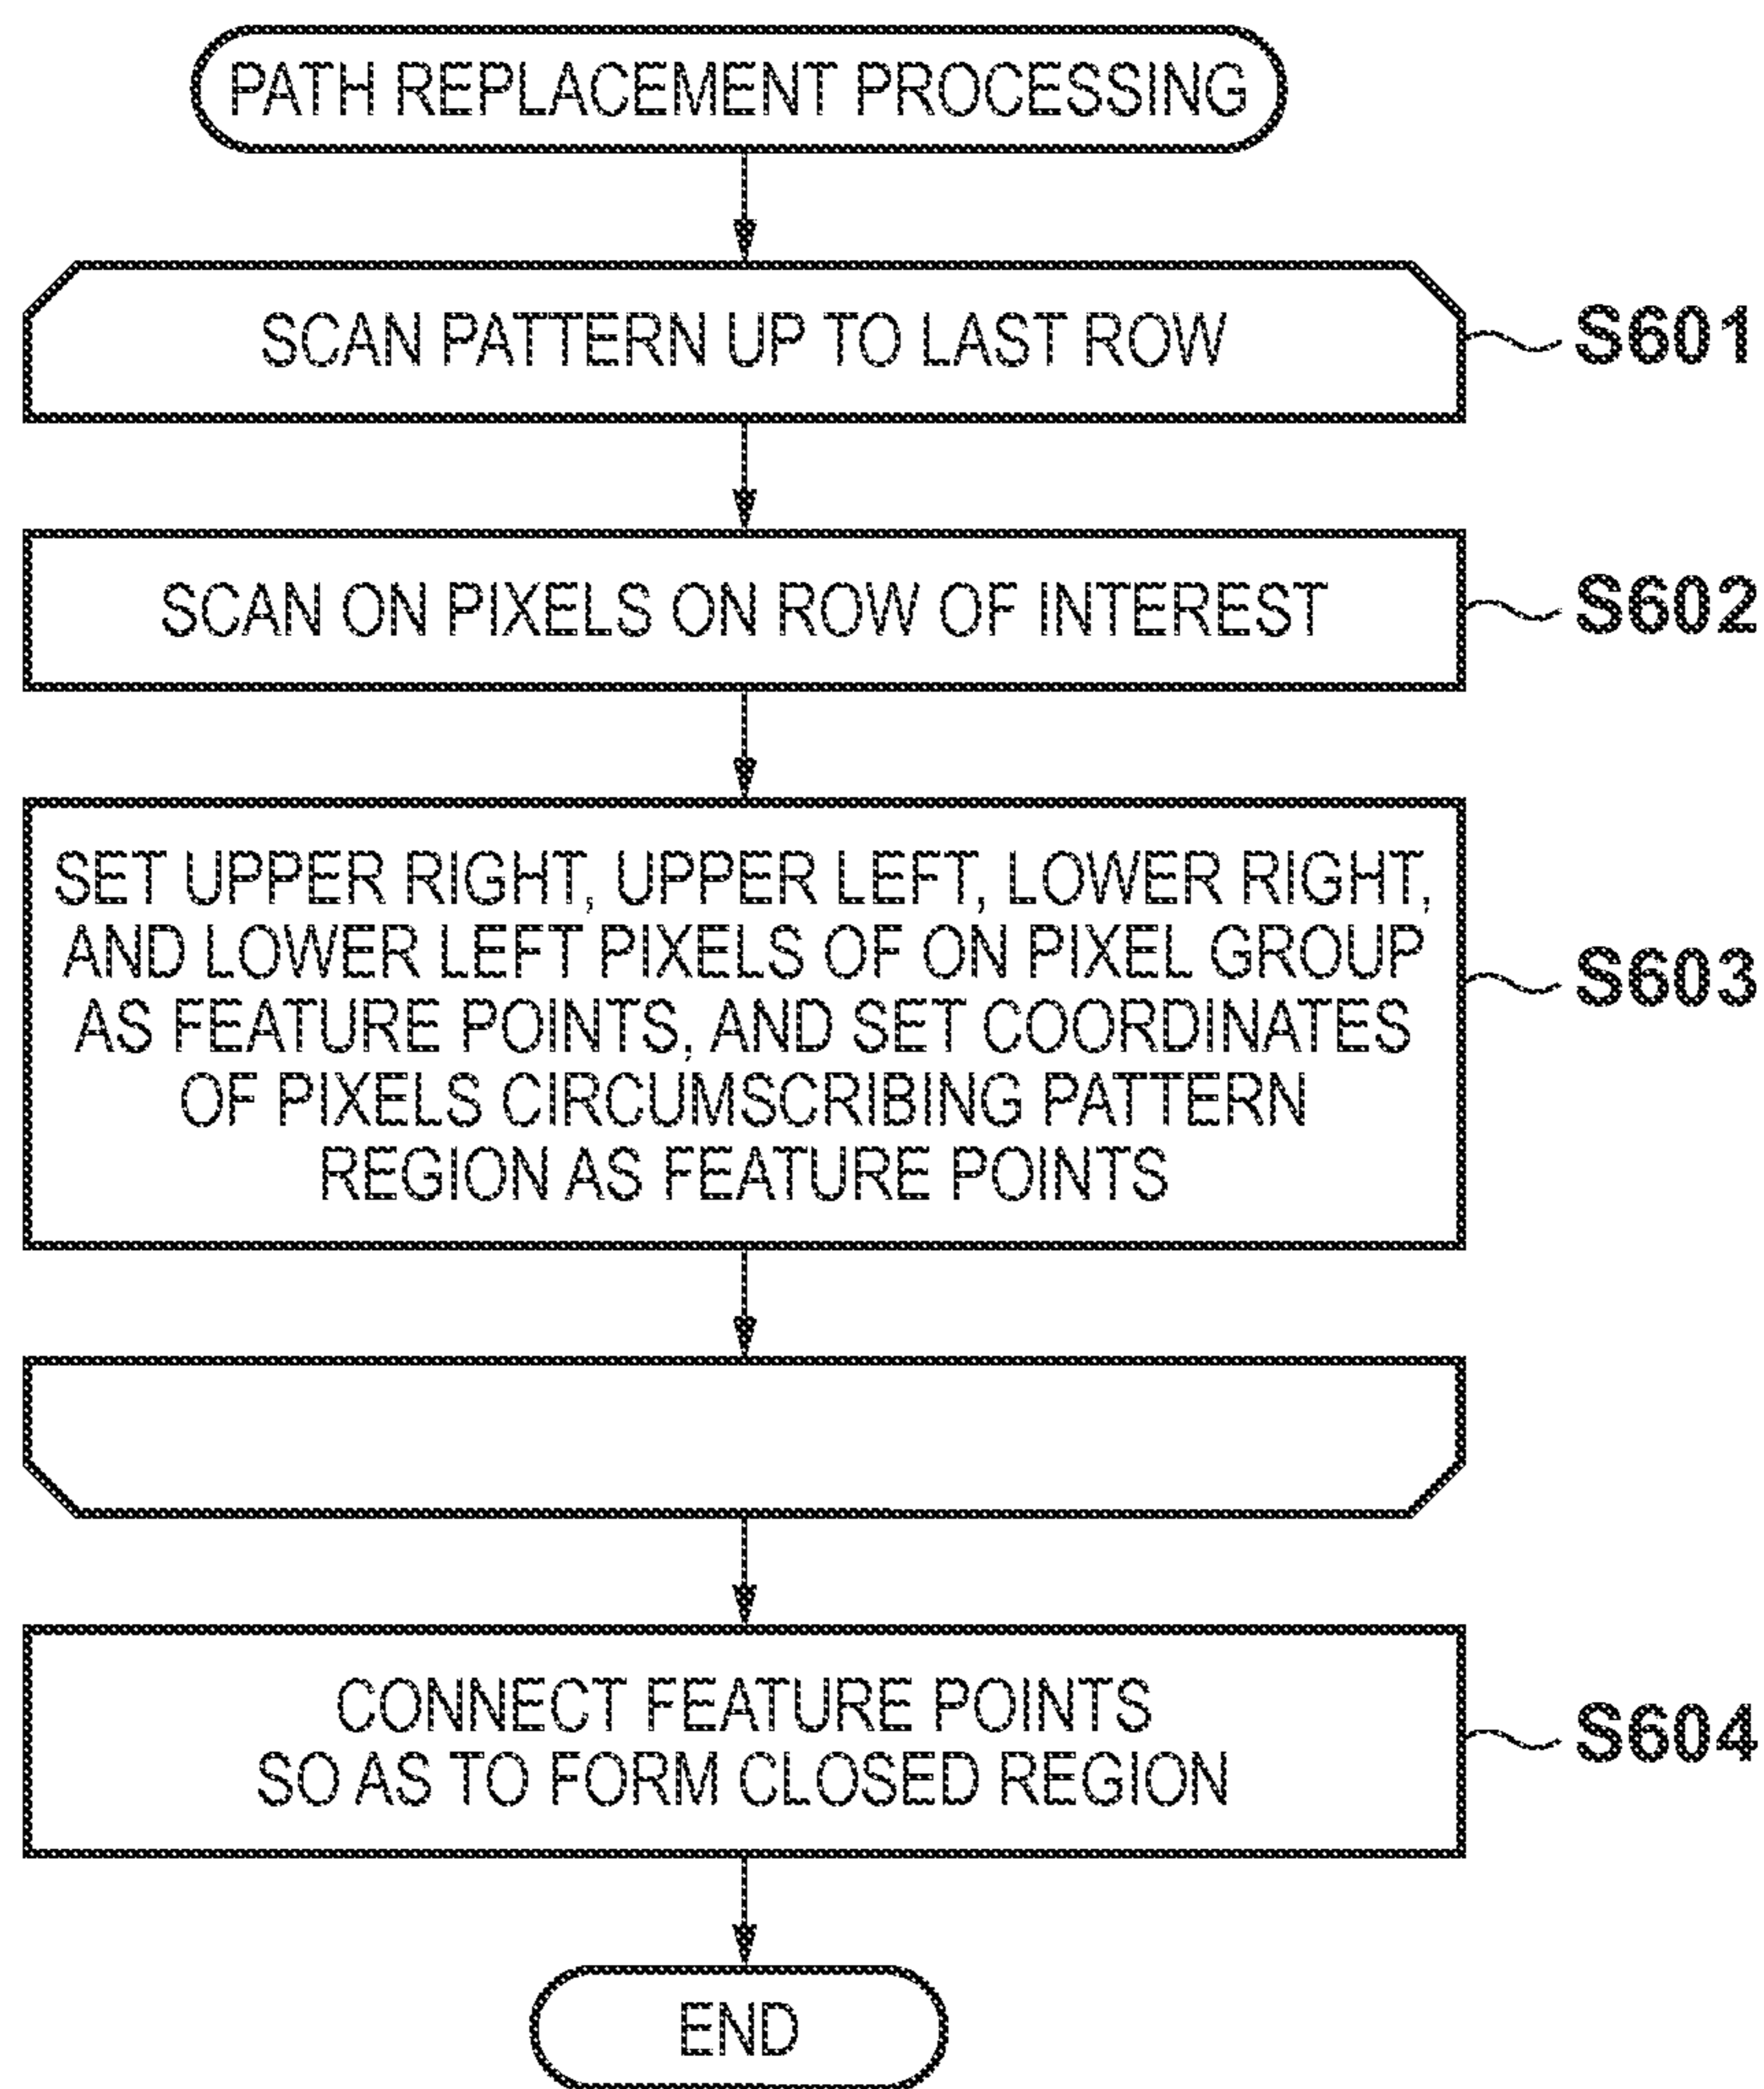 PATH REPLACEMENT PROCESSING
SCAN PATTERN UP TO LAST ROW
S601
SCAN ON PIXELS ON ROW OF INTEREST
S602
SET UPPER RIGHT, UPPER LEFT, LOWER RIGHT,
AND LOWER LEFT PIXELS OF ON PIXEL GROUP
AS FEATURE POINTS, AND SET COORDINATES
OF PIXELS CIRCUMSCRIBING PATTERN
REGION AS FEATURE POINTS
S603
CONNECT FEATURE POINTS
SO AS TO FORM CLOSED REGION
S604
END